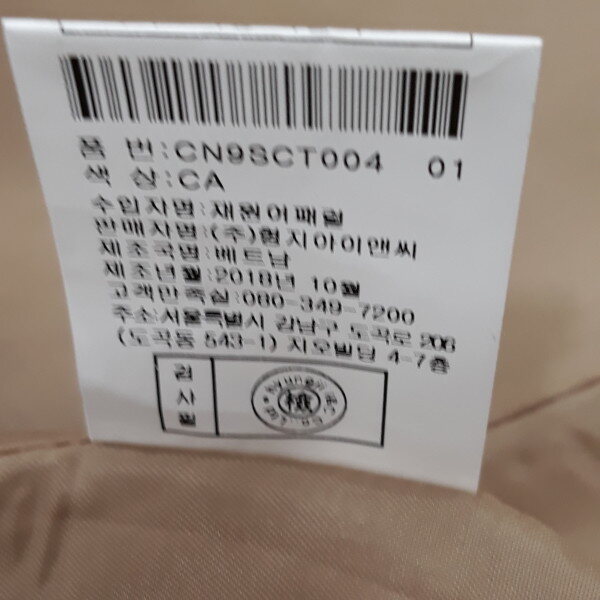 품 번:CN9SCT004 01
색 상:CA
수입자명:재원어패럴
판매자명:(주)형지아이앤씨
제조국명:베트남
제조년월:2018년 10월
고객만족실:080-349-7200
주소:서울특별시 강남구 도곡로 206
(도곡동 543-1) 지오빌딩 4-7층
검사필
檢